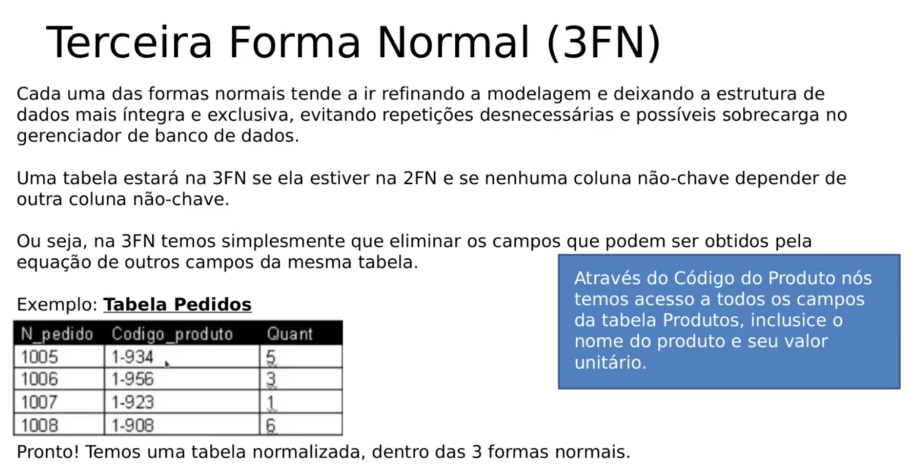 Terceira Forma Normal (3FN)
Cada uma das formas normais tende a ir refinando a modelagem e deixando a estrutura de
dados mais íntegra e exclusiva, evitando repetições desnecessárias e possíveis sobrecarga no
gerenciador de banco de dados.
Uma tabela estará na 3FN se ela estiver na 2FN e se nenhuma coluna não-chave depender de
outra coluna não-chave.
Ou seja, na 3FN temos simplesmente que eliminar os campos que podem ser obtidos pela
equação de outros campos da mesma tabela.
Através do Código do Produto nós
temos acesso a todos os campos
da tabela Produtos, inclusice o
nome do produto e seu valor
unitário.
Exemplo: Tabela Pedidos
N_pedido Codigo_produto Quant
1005 1-934 5
1006 1-956 3
1007 1-923 1
1008 1-908 6
Pronto! Temos uma tabela normalizada, dentro das 3 formas normais.